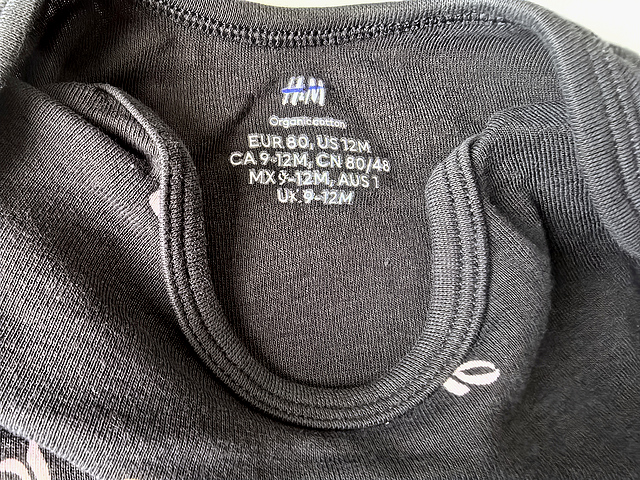 H&M
Organic cotton
EUR 80, US 12M
CA 9-12M, CN 80/48
MX 9-12M, AUS 1
UK 9-12M